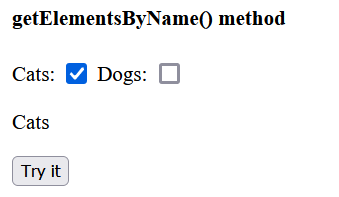 getElementsByName() method
Cats: Dogs:
Cats
Try it